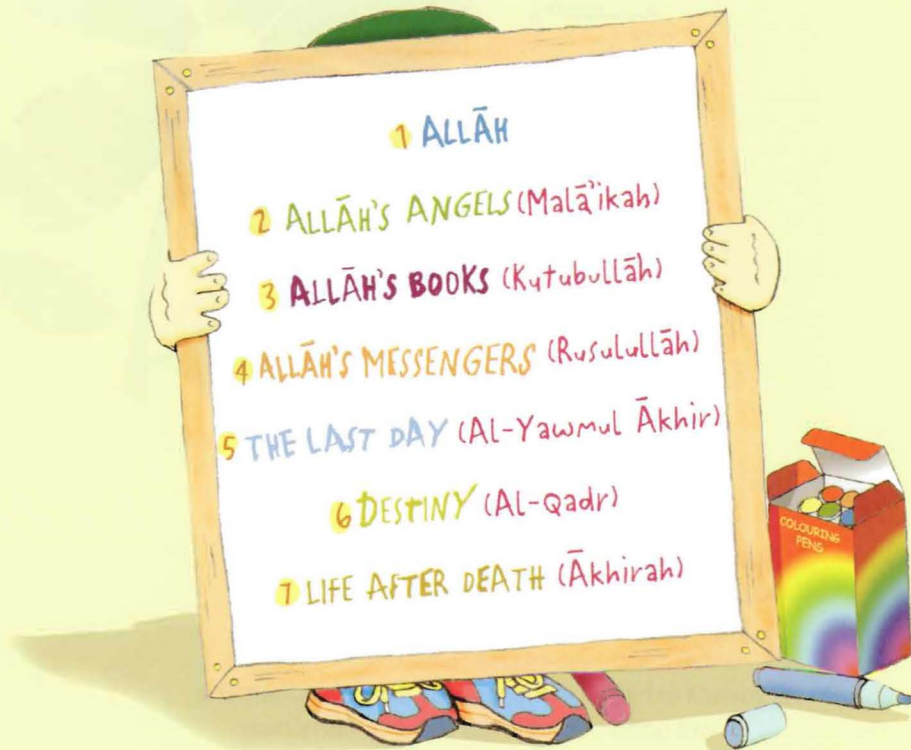 1 ALLĀH
2 ALLĀH'S ANGELS (Malā'ikah)
3 ALLĀH'S BOOKS (Kutubullāh)
4 ALLĀH'S MESSENGERS (Rusulullāh)
5 THE LAST DAY (Al-Yawmul Ākhir)
6 DESTINY (Al-Qadr)
7 LIFE AFTER DEATH (Ākhirah)
COLOURING
PENS